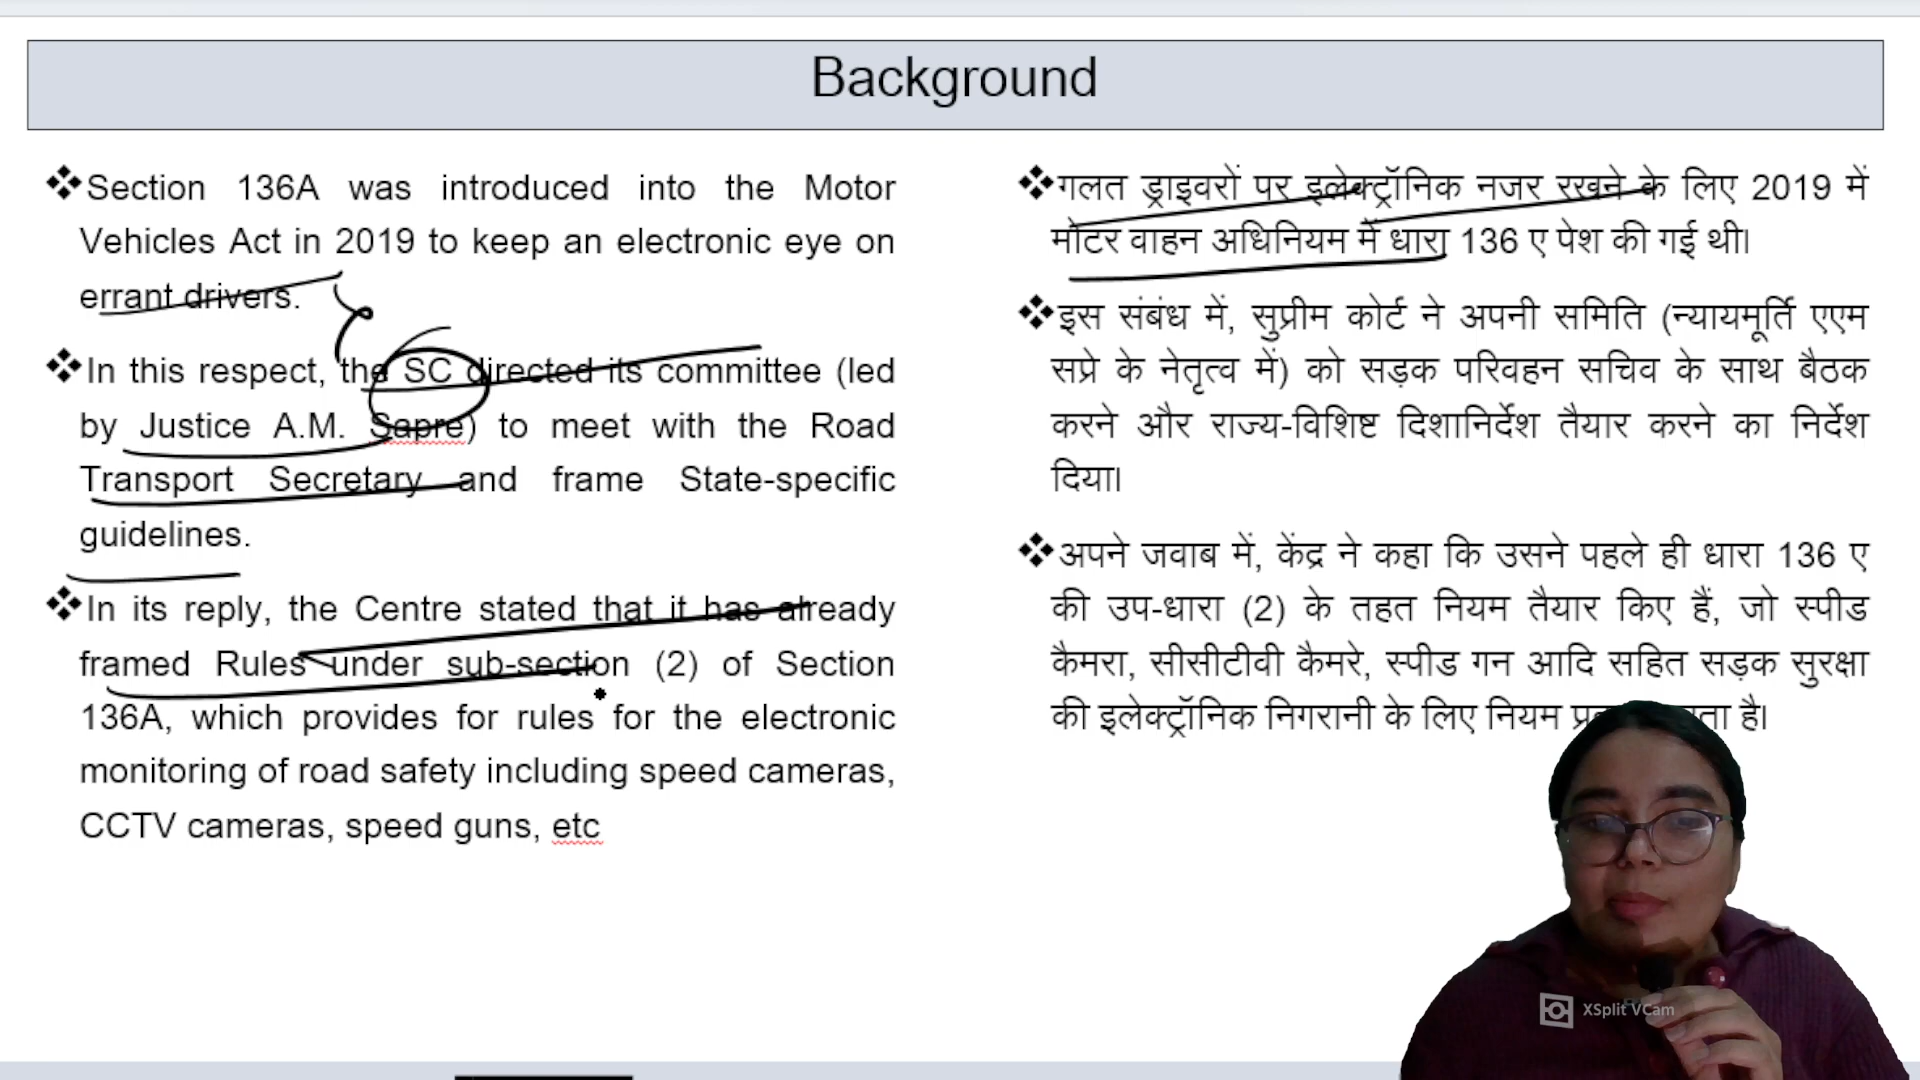 Background
❖Section 136A was introduced into the Motor
Vehicles Act in 2019 to keep an electronic eye on
errant drivers.
❖In this respect, the SC directed its committee (led
by Justice A.M. Sapre) to meet with the Road
Transport Secretary and frame State-specific
guidelines.
❖In its reply, the Centre stated that it has already
framed Rules under sub-section (2) of Section
136A, which provides for rules for the electronic
monitoring of road safety including speed cameras,
CCTV cameras, speed guns, etc
❖गलत ड्राइवरों पर इलेक्ट्रॉनिक नजर रखने के लिए 2019 में
मोटर वाहन अधिनियम में धारा 136 ए पेश की गई थी।
❖इस संबंध में, सुप्रीम कोर्ट ने अपनी समिति (न्यायमूर्ति एएम
सप्रे के नेतृत्व में) को सड़क परिवहन सचिव के साथ बैठक
करने और राज्य-विशिष्ट दिशानिर्देश तैयार करने का निर्देश
दिया।
❖अपने जवाब में, केंद्र ने कहा कि उसने पहले ही धारा 136 ए
की उप-धारा (2) के तहत नियम तैयार किए हैं, जो स्पीड
कैमरा, सीसीटीवी कैमरे, स्पीड गन आदि सहित सड़क सुरक्षा
की इलेक्ट्रॉनिक निगरानी के लिए नियम है।
XSplit VCam